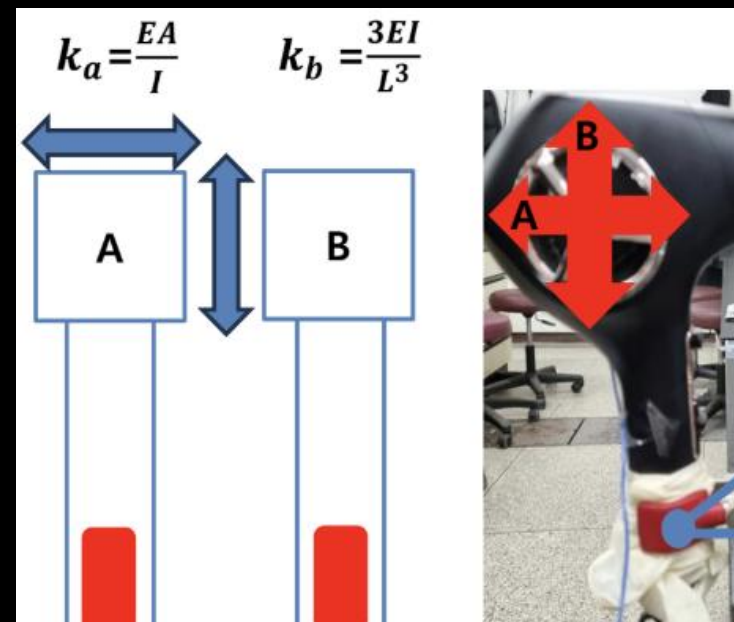 k_a = EA/I
k_b = 3EI/L^3
A
B
B
A